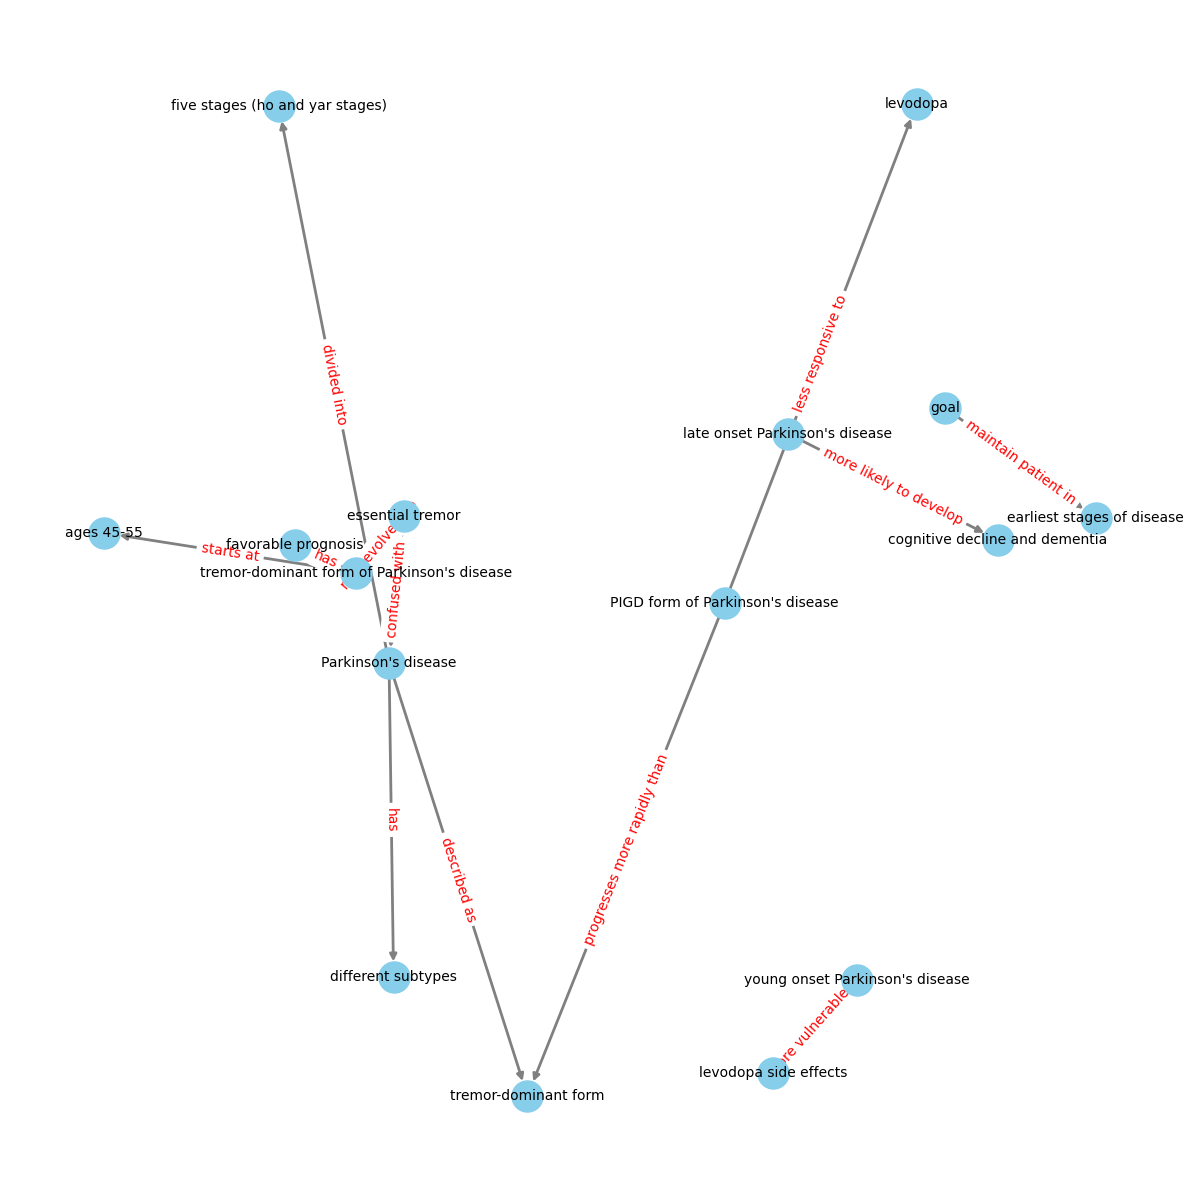 five stages (ho and yar stages)
levodopa
divided into
less responsive to
goal
late onset Parkinson's disease
maintain patient in
more likely to develop
essential tremor
earliest stages of disease
ages 45-55
cognitive decline and dementia
favorable prognosis
starts at
has
evolve
tremor-dominant form of Parkinson's disease
confused with
PIGD form of Parkinson's disease
Parkinson's disease
has
progresses more rapidly than
described as
different subtypes
young onset Parkinson's disease
vulnerable
levodopa side effects
tremor-dominant form